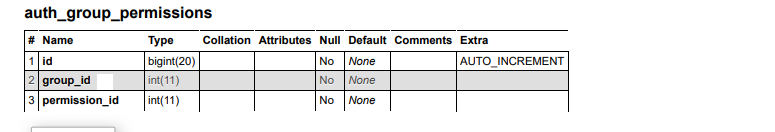 auth_group_permissions
# Name Type Collation Attributes Null Default Comments Extra
1 id bigint(20) No None AUTO_INCREMENT
2 group_id int(11) No None
3 permission_id int(11) No None